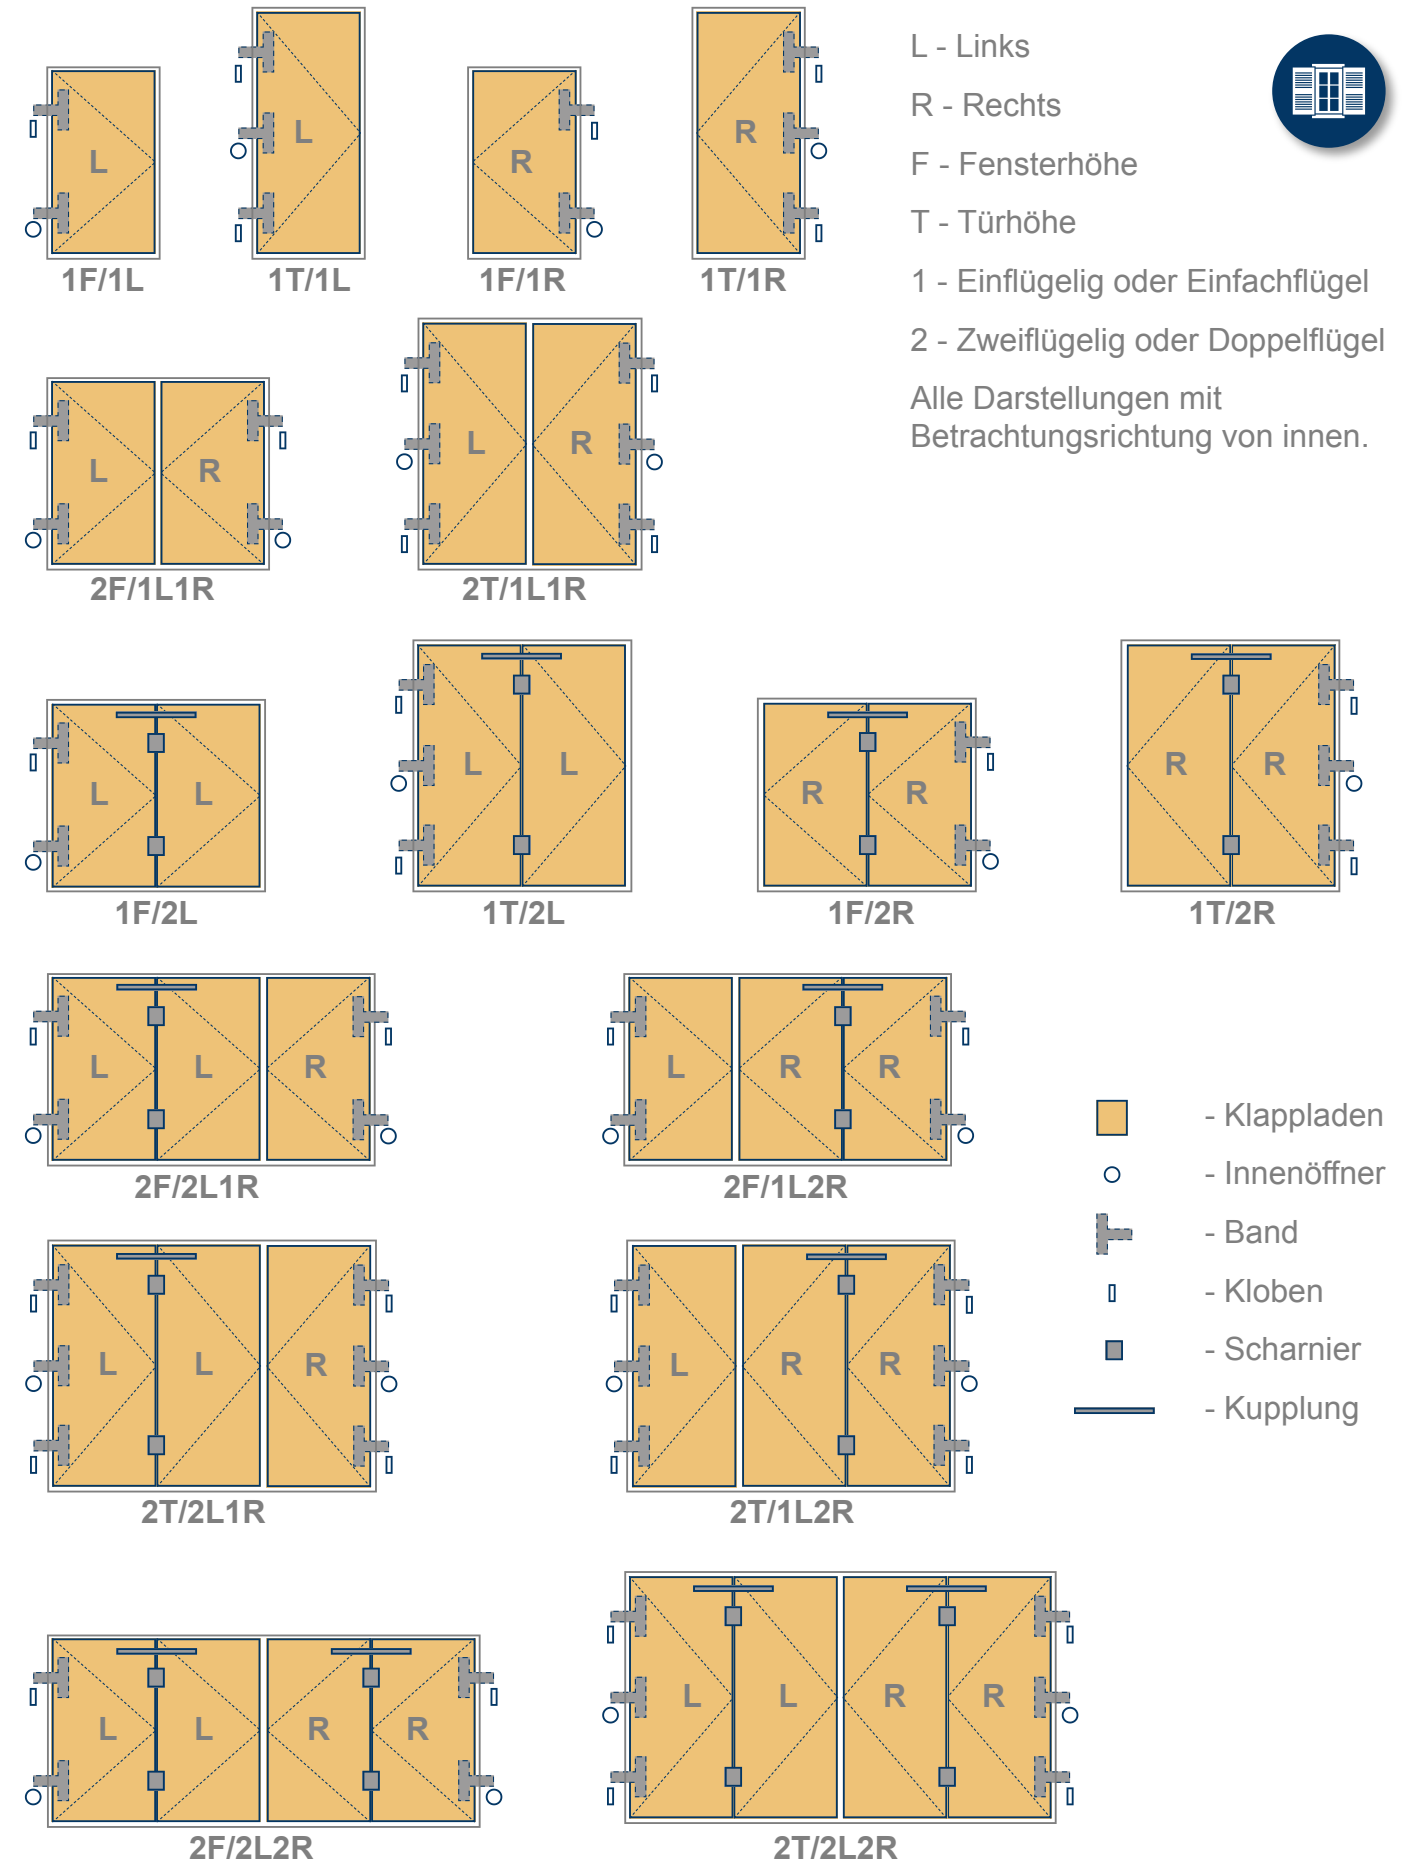 L - Links
R - Rechts
F - Fensterhöhe
T - Türhöhe
1 - Einflügelig oder Einfachflügel
2 - Zweiflügelig oder Doppelflügel
Alle Darstellungen mit
Betrachtungsrichtung von innen.
L L R R
1F/1L 1T/1L 1F/1R 1T/1R
L R L R
2F/1L1R 2T/1L1R
L L L L R R R R
1F/2L 1T/2L 1F/2R 1T/2R
L L R L R R
2F/2L1R 2F/1L2R
L L R L R R
2T/2L1R 2T/1L2R
L L R R L L R R
2F/2L2R 2T/2L2R
- Klappladen
- Innenöffner
- Band
- Kloben
- Scharnier
- Kupplung